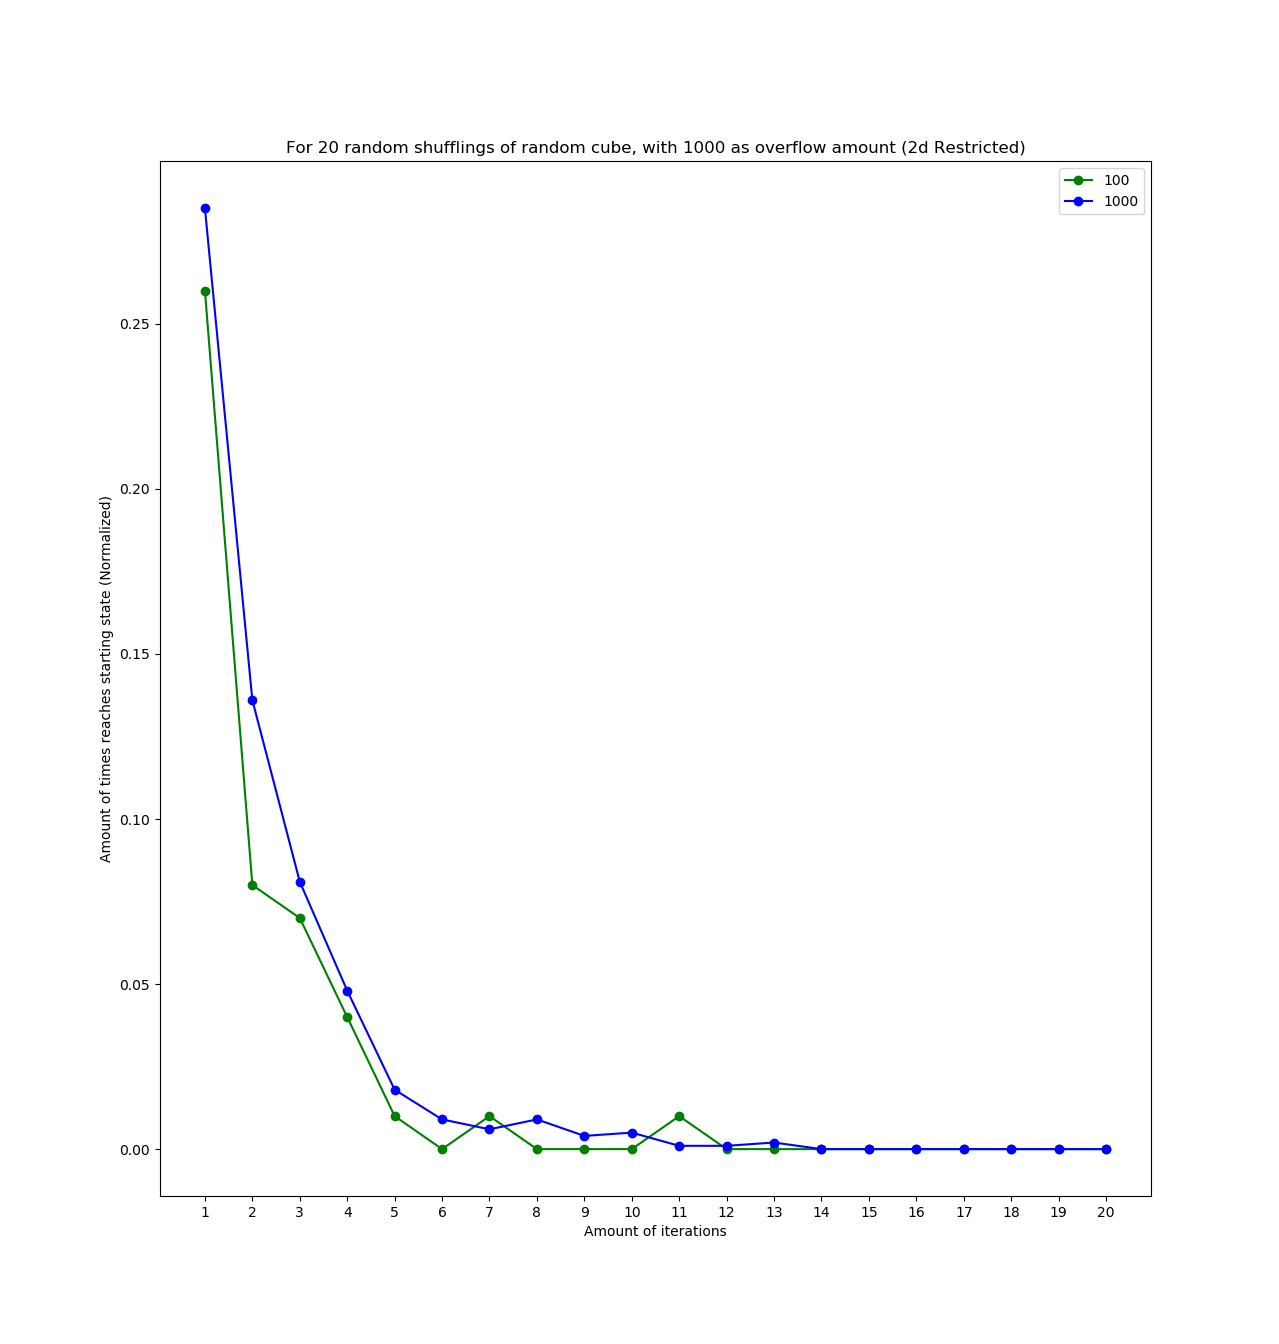 For 20 random shufflings of random cube, with 1000 as overflow amount (2d Restricted)
100
1000
0.25
0.20
0.15
0.10
0.05
0.00
Amount of times reaches starting state (Normalized)
1 2 3 4 5 6 7 8 9 10 11 12 13 14 15 16 17 18 19 20
Amount of iterations